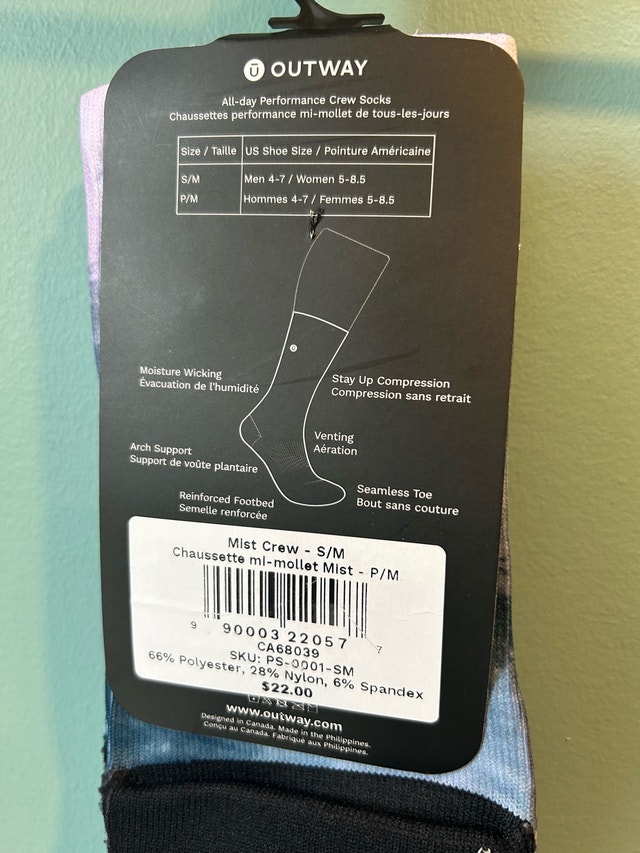 OUTWAY
All-day Performance Crew Socks
Chaussettes performance mi-mollet de tous-les-jours
Size / Taille US Shoe Size / Pointure Américaine
S/M Men 4-7 / Women 5-8.5
P/M Hommes 4-7 / Femmes 5-8.5
Moisture Wicking
Évacuation de l'humidité
Stay Up Compression
Compression sans retrait
Venting
Aération
Arch Support
Support de voûte plantaire
Seamless Toe
Bout sans couture
Reinforced Footbed
Semelle renforcée
Mist Crew - S/M
Chaussette mi-mollet Mist - P/M
9 90003 22057 7
CA68039
SKU: PS-0001-SM
66% Polyester, 28% Nylon, 6% Spandex
$22.00
www.outway.com
Designed in Canada. Made in the Philippines.
Conçu au Canada. Fabriqué aux Philippines.